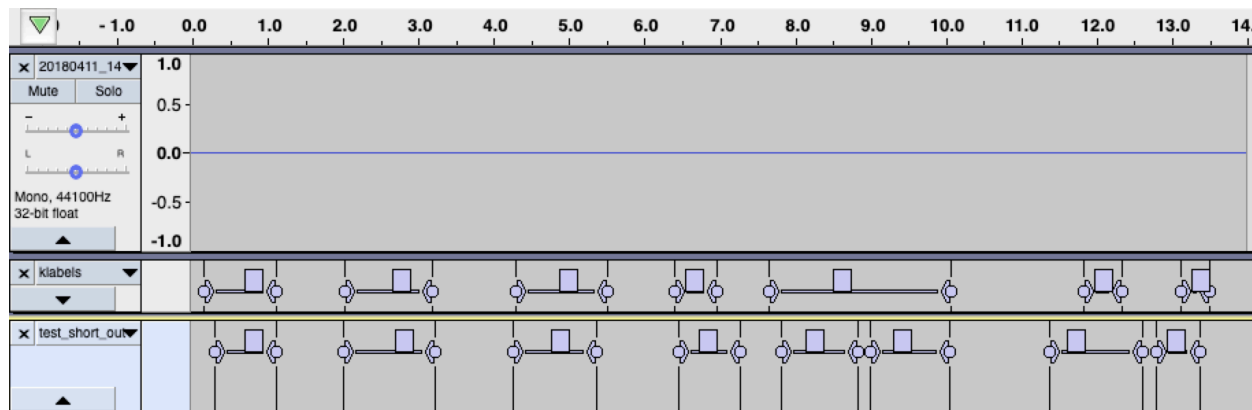 - 1.0 0.0 1.0 2.0 3.0 4.0 5.0 6.0 7.0 8.0 9.0 10.0 11.0 12.0 13.0 14.
20180411_14
1.0
Mute Solo
0.5
- +
0.0
L R
Mono, 44100Hz
-0.5
32-bit float
-1.0
klabels
test_short_out